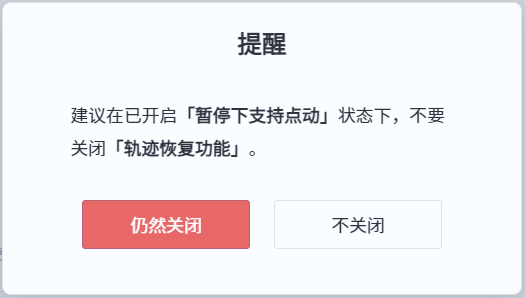 提醒
建议在已开启「暂停下支持点动」状态下，不要
关闭「轨迹恢复功能」。
仍然关闭
不关闭